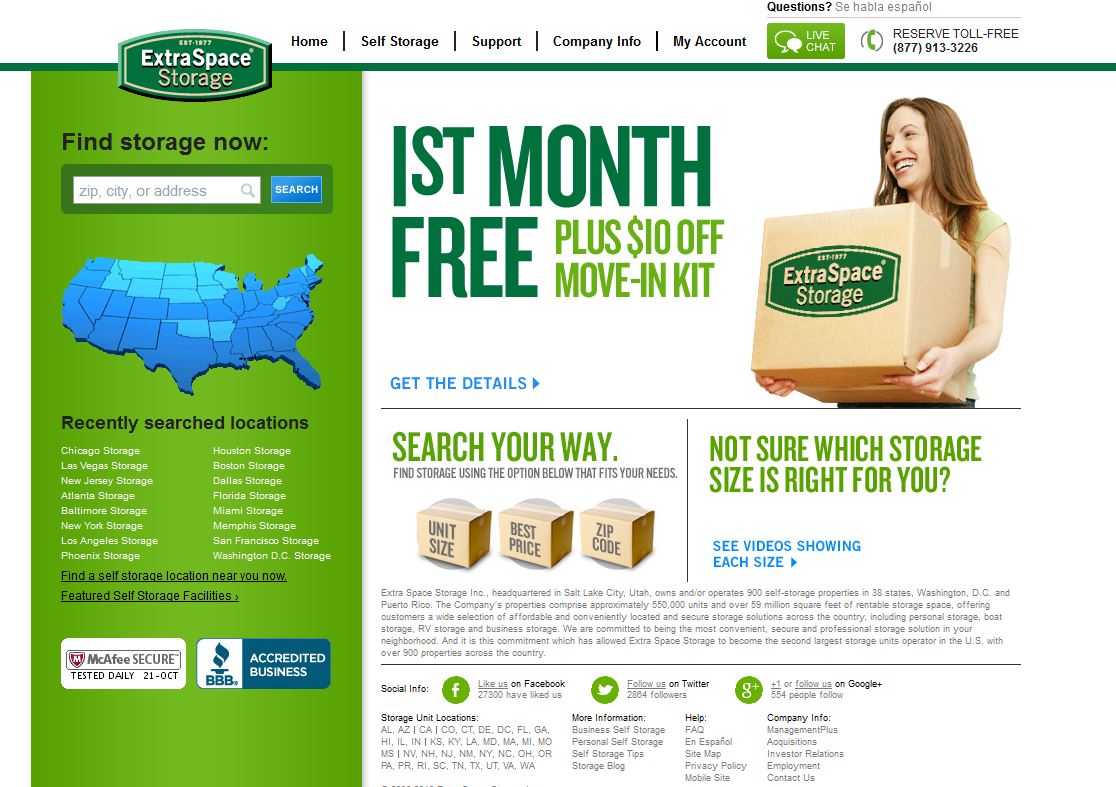 Questions? Se habla español
EST·1977
ExtraSpace®
Storage
Home
Self Storage
Support
Company Info
My Account
LIVE
CHAT
RESERVE TOLL-FREE
(877) 913-3226
Find storage now:
zip, city, or address
SEARCH
Recently searched locations
Chicago Storage
Las Vegas Storage
New Jersey Storage
Atlanta Storage
Baltimore Storage
New York Storage
Los Angeles Storage
Phoenix Storage
Houston Storage
Boston Storage
Dallas Storage
Florida Storage
Miami Storage
Memphis Storage
San Francisco Storage
Washington D.C. Storage
Find a self storage location near you now.
Featured Self Storage Facilities ›
McAfee SECURE™
TESTED DAILY 21-OCT
BBB.
ACCREDITED
BUSINESS
1ST MONTH
FREE
PLUS $10 OFF
MOVE-IN KIT
GET THE DETAILS
EST·1977
ExtraSpace®
Storage
SEARCH YOUR WAY.
FIND STORAGE USING THE OPTION BELOW THAT FITS YOUR NEEDS.
UNIT
SIZE
BEST
PRICE
ZIP
CODE
NOT SURE WHICH STORAGE
SIZE IS RIGHT FOR YOU?
SEE VIDEOS SHOWING
EACH SIZE
Extra Space Storage Inc., headquartered in Salt Lake City, Utah, owns and/or operates 900 self-storage properties in 38 states, Washington, D.C. and
Puerto Rico. The Company's properties comprise approximately 550,000 units and over 59 million square feet of rentable storage space, offering
customers a wide selection of affordable and conveniently located and secure storage solutions across the country, including personal storage, boat
storage, RV storage and business storage. We are committed to being the most convenient, secure and professional storage solution in your
neighborhood. And it is this commitment which has allowed Extra Space Storage to become the second largest storage units operator in the U.S. with
over 900 properties across the country.
Social Info:
Like us on Facebook
27300 have liked us
Follow us on Twitter
2864 followers
g+
+1 or follow us on Google+
554 people follow
Storage Unit Locations:
AL, AZ | CA | CO, CT, DE, DC, FL, GA,
HI, IL, IN | KS, KY, LA, MD, MA, MI, MO
MS | NV, NH, NJ, NM, NY, NC, OH, OR
PA, PR, RI, SC, TN, TX, UT, VA, WA
More Information:
Business Self Storage
Personal Self Storage
Self Storage Tips
Storage Blog
Help:
FAQ
En Español
Site Map
Privacy Policy
Mobile Site
Company Info:
ManagementPlus
Acquisitions
Investor Relations
Employment
Contact Us